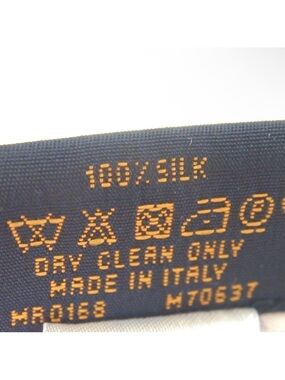 100% SILK
DRY CLEAN ONLY
MADE IN ITALY
MR0168 M70637